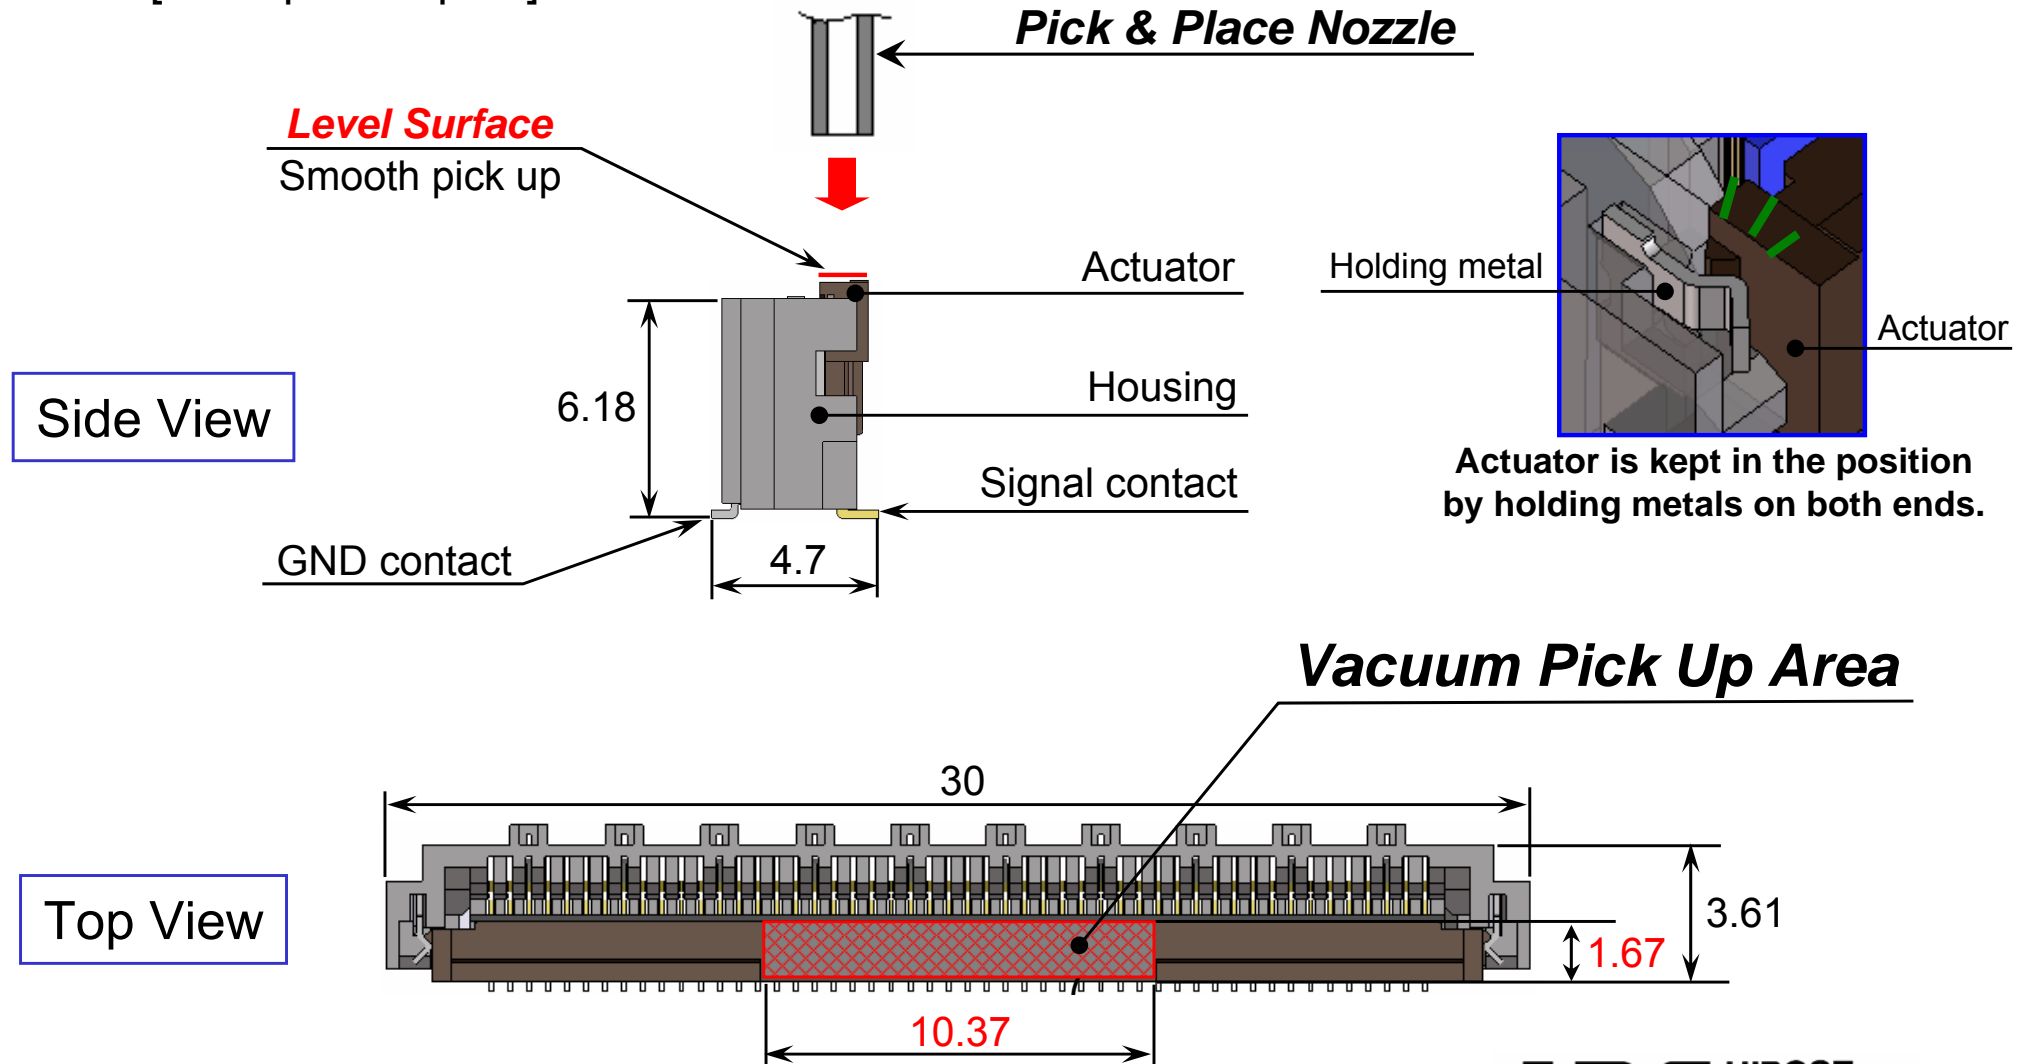 Pick & Place Nozzle
Level Surface
Smooth pick up
Actuator
Holding metal
Actuator
6.18
Housing
Side View
Actuator is kept in the position
by holding metals on both ends.
Signal contact
GND contact
4.7
Vacuum Pick Up Area
30
Top View
3.61
1.67
10.37